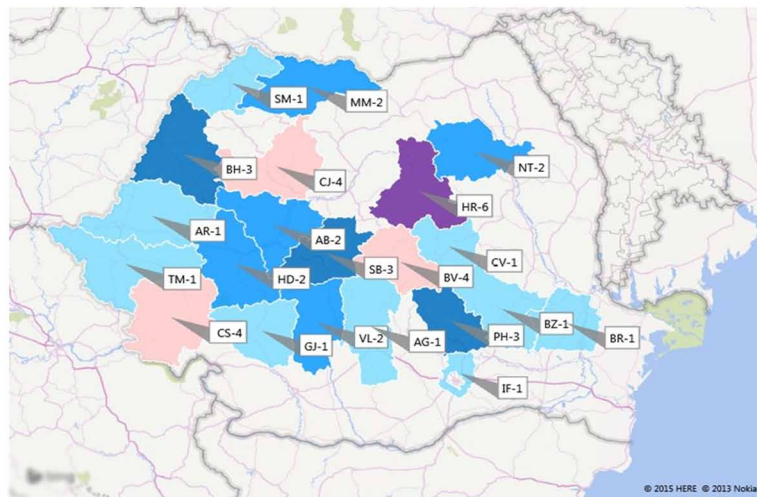 SM-1
MM-2
BH-3
CJ-4
NT-2
HR-6
AR-1
AB-2
CV-1
TM-1
HD-2
SB-3
BV-4
CS-4
GJ-1
VL-2
AG-1
PH-3
BZ-1
BR-1
IF-1
© 2015 HERE © 2013 Nokia